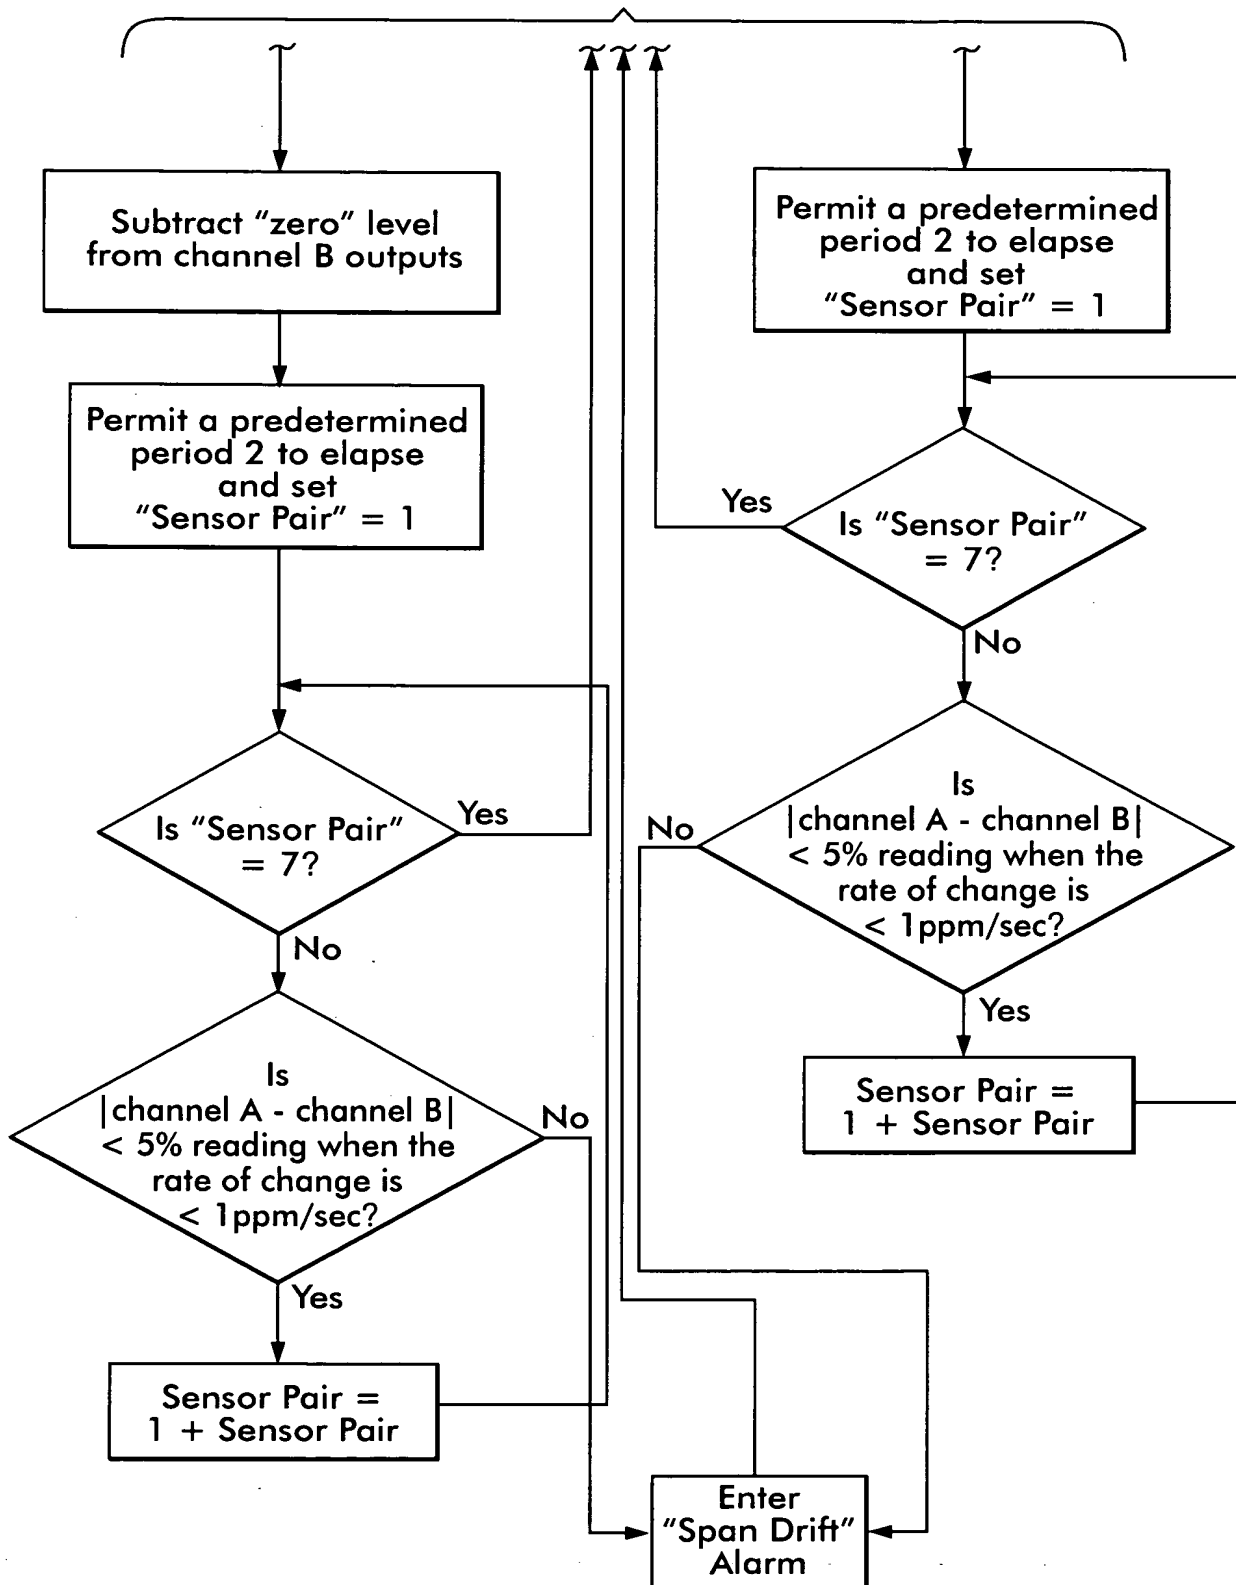 Subtract "zero" level
from channel B outputs
Permit a predetermined
period 2 to elapse
and set
"Sensor Pair" = 1
Is "Sensor Pair"
= 7?
Yes
No
Is
|channel A - channel B|
< 5% reading when the
rate of change is
< 1ppm/sec?
No
Yes
Sensor Pair =
1 + Sensor Pair
Permit a predetermined
period 2 to elapse
and set
"Sensor Pair" = 1
Yes
Is "Sensor Pair"
= 7?
No
Is
|channel A - channel B|
< 5% reading when the
rate of change is
< 1ppm/sec?
No
Yes
Sensor Pair =
1 + Sensor Pair
Enter
"Span Drift"
Alarm